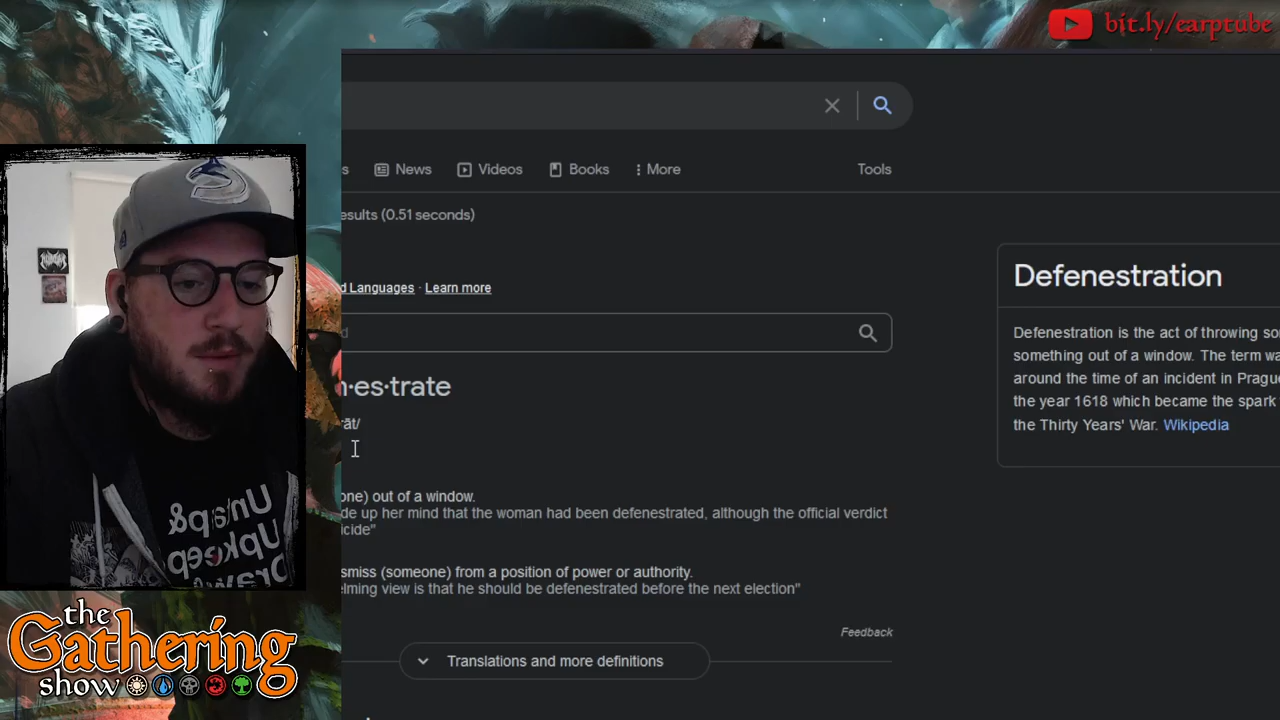 bit.ly/earptube
News
Videos
Books
More
Tools
esults (0.51 seconds)
d Languages · Learn more
Defenestration
Defenestration is the act of throwing
something out of a window. The term
around the time of an incident in
the year 1618 which became the spark
the Thirty Years' War. Wikipedia
n·es·trate
rāt/
one) out of a window.
de up her mind that the woman had been defenestrated, although the official verdict
icide"
smiss (someone) from a position of power or authority.
elming view is that he should be defenestrated before the next election"
Feedback
Translations and more definitions
Untap&
Upkeep
Draw
the
Gathering
show